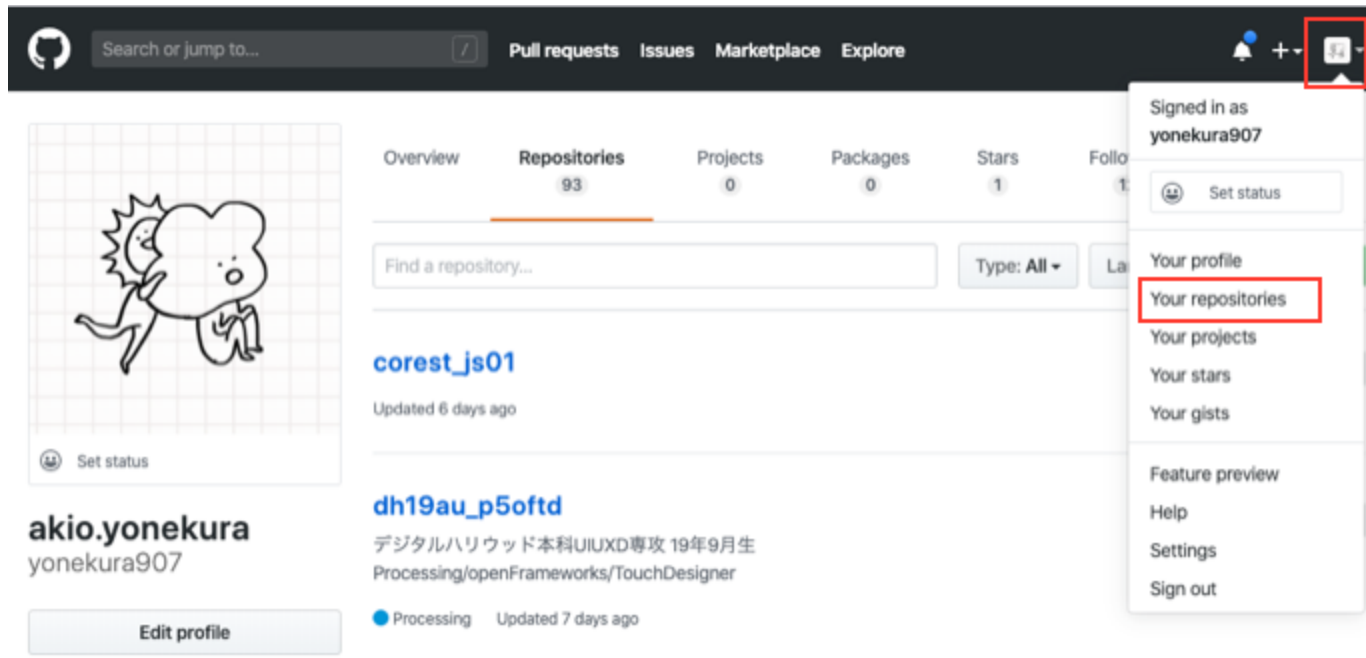 Search or jump to... /
Pull requests Issues Marketplace Explore
Signed in as
yonekura907
Set status
Your profile
Your repositories
Your projects
Your stars
Your gists
Feature preview
Help
Settings
Sign out
Overview Repositories Projects Packages Stars Follo
93 0 0 1 1
Find a repository... Type: All La
corest_js01
Updated 6 days ago
dh19au_p5oftd
デジタルハリウッド本科UIUXD専攻 19年9月生
Processing/openFrameworks/TouchDesigner
Processing Updated 7 days ago
Set status
akio.yonekura
yonekura907
Edit profile